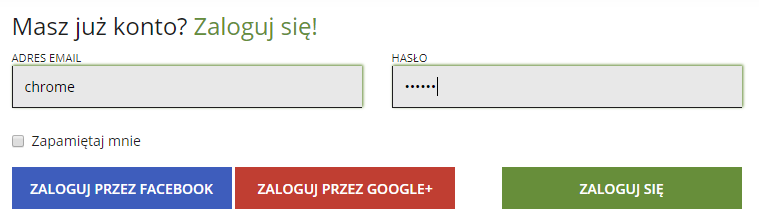 Masz już konto? Zaloguj się!
ADRES EMAIL HASŁO
chrome ••••••
Zapamiętaj mnie
ZALOGUJ PRZEZ FACEBOOK ZALOGUJ PRZEZ GOOGLE+ ZALOGUJ SIĘ